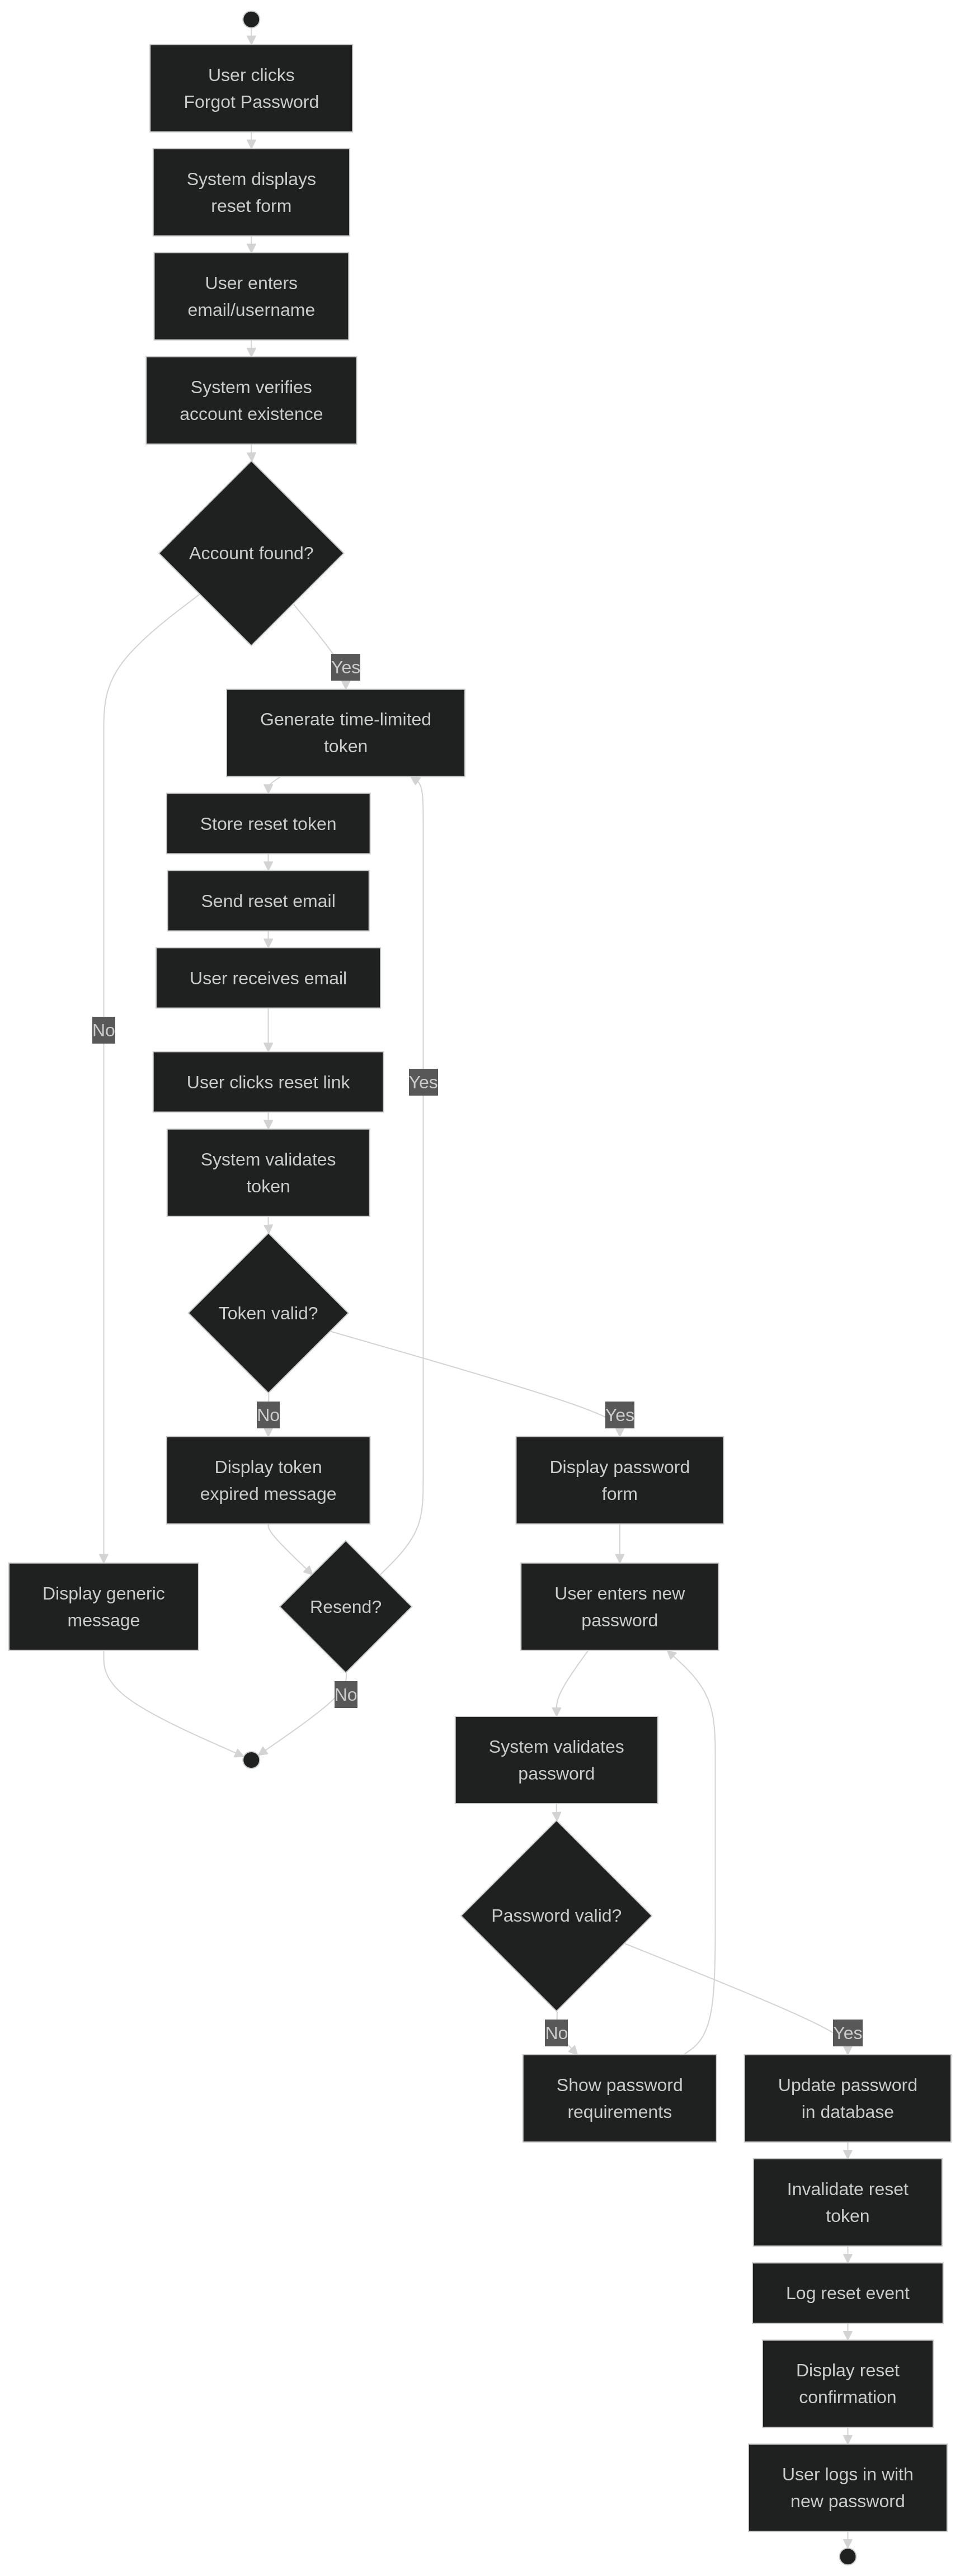 User clicks
Forgot Password
System displays
reset form
User enters
email/username
System verifies
account existence
Account found?
Yes
Generate time-limited
token
Store reset token
Send reset email
User receives email
No
User clicks reset link
Yes
System validates
token
Token valid?
No
Yes
Display token
expired message
Display password
form
Display generic
message
Resend?
User enters new
password
No
System validates
password
Password valid?
No
Yes
Show password
requirements
Update password
in database
Invalidate reset
token
Log reset event
Display reset
confirmation
User logs in with
new password